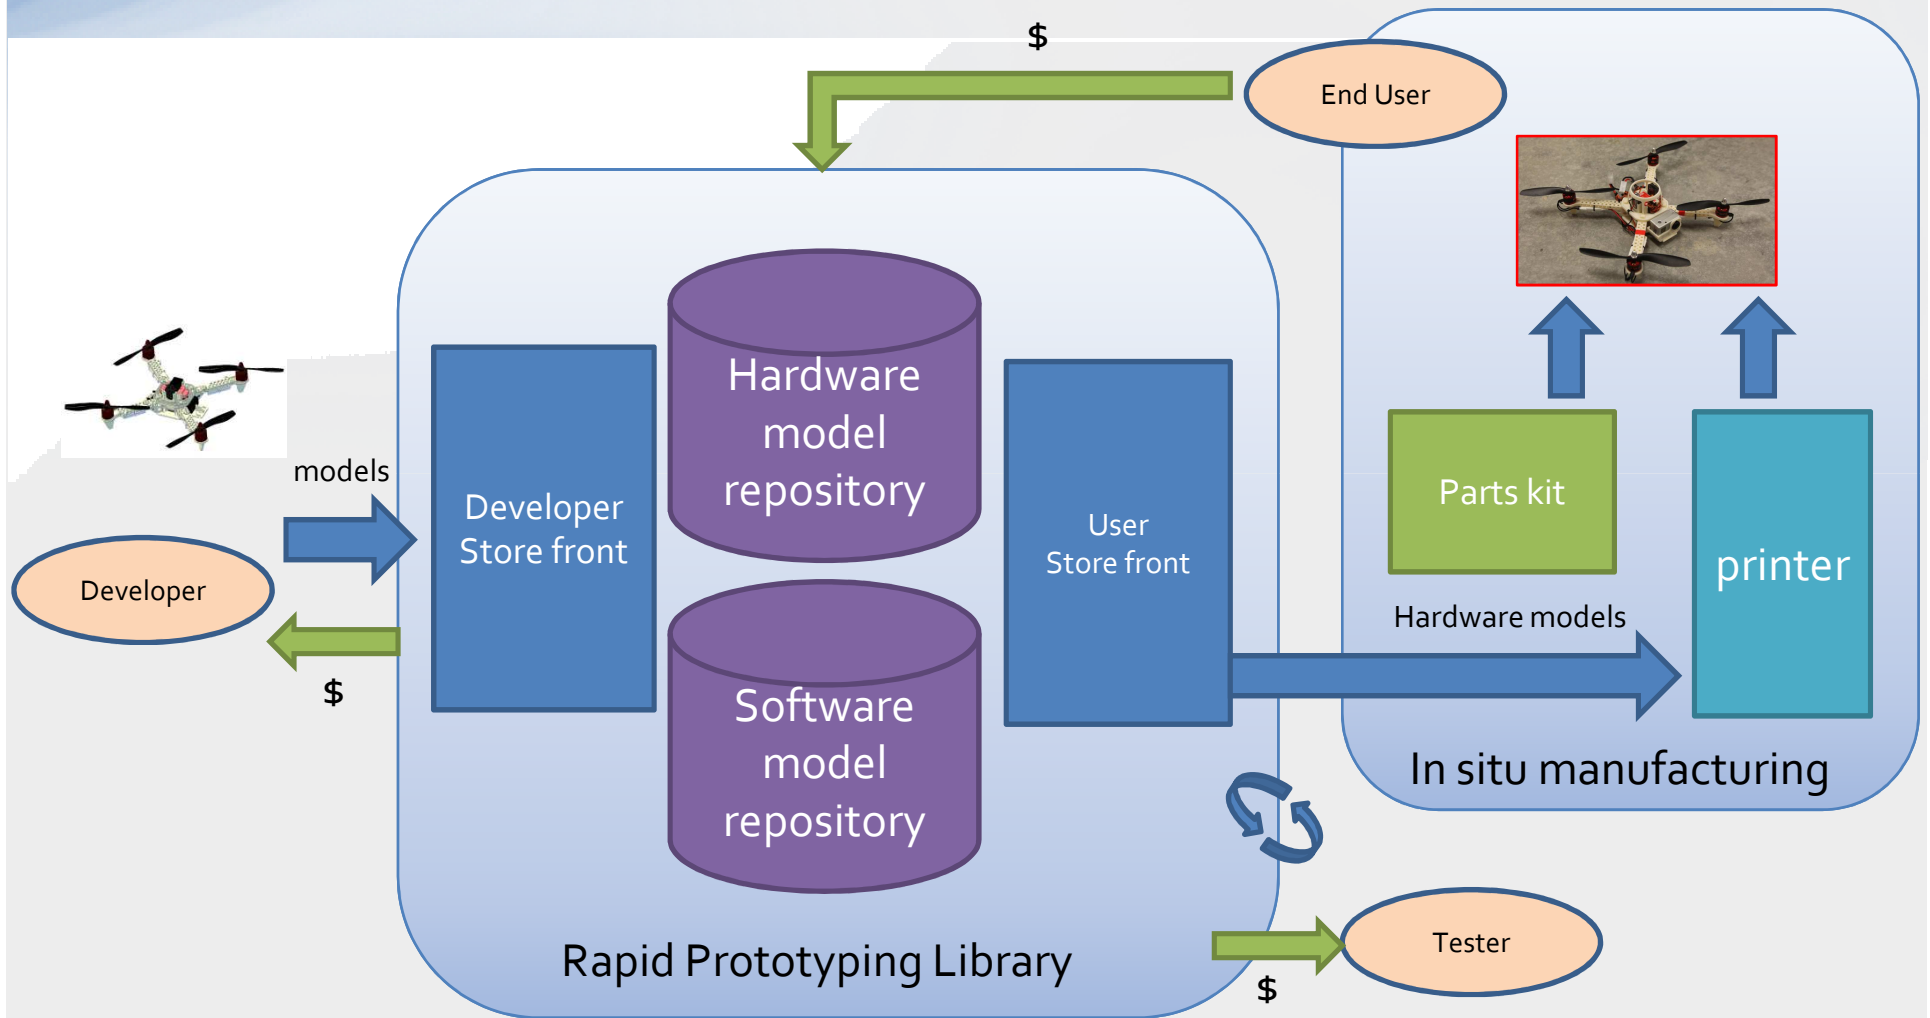 $
End User
models
Developer
$
Developer
Store front
Hardware
model
repository
Software
model
repository
User
Store front
Rapid Prototyping Library
Parts kit
printer
Hardware models
In situ manufacturing
Tester
$